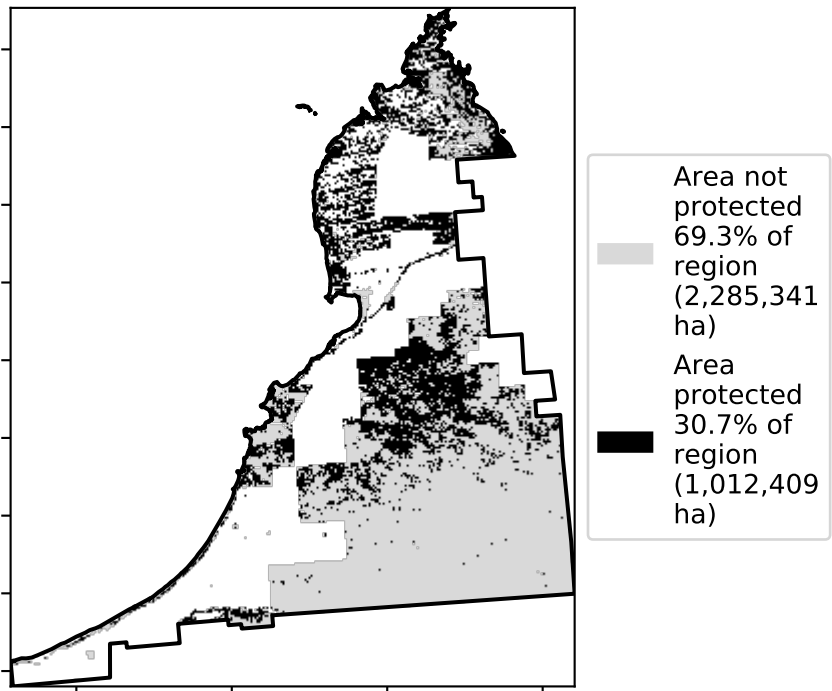 Area not
protected
69.3% of
region
(2,285,341
ha)
Area
protected
30.7% of
region
(1,012,409
ha)